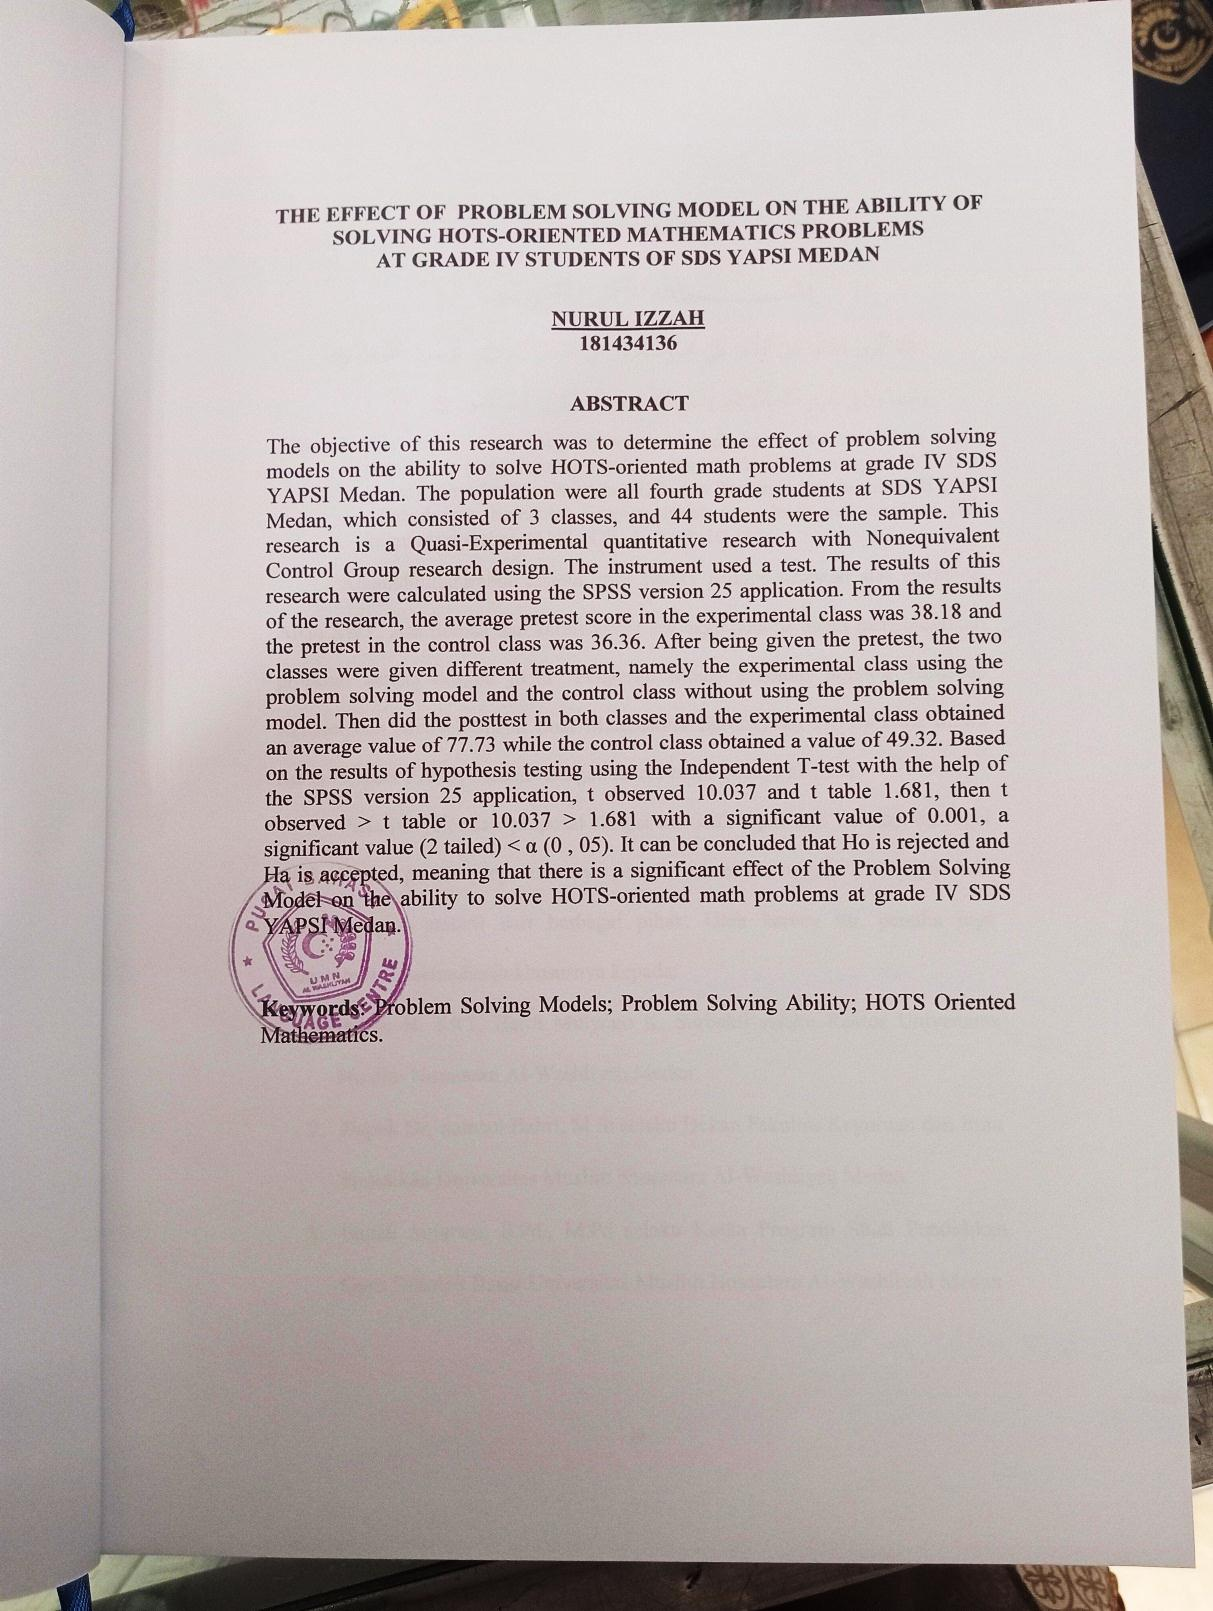 THE EFFECT OF PROBLEM SOLVING MODEL ON THE ABILITY OF
SOLVING HOTS-ORIENTED MATHEMATICS PROBLEMS
AT GRADE IV STUDENTS OF SDS YAPSI MEDAN
NURUL IZZAH
181434136
ABSTRACT
The objective of this research was to determine the effect of problem solving
models on the ability to solve HOTS-oriented math problems at grade IV SDS
YAPSI Medan. The population were all fourth grade students at SDS YAPSI
Medan, which consisted of 3 classes, and 44 students were the sample. This
research is a Quasi-Experimental quantitative research with Nonequivalent
Control Group research design. The instrument used a test. The results of this
research were calculated using the SPSS version 25 application. From the results
of the research, the average pretest score in the experimental class was 38.18 and
the pretest in the control class was 36.36. After being given the pretest, the two
classes were given different treatment, namely the experimental class using the
problem solving model and the control class without using the problem solving
model. Then did the posttest in both classes and the experimental class obtained
an average value of 77.73 while the control class obtained a value of 49.32. Based
on the results of hypothesis testing using the Independent T-test with the help of
the SPSS version 25 application, t observed 10.037 and t table 1.681, then t
observed > t table or 10.037 > 1.681 with a significant value of 0.001, a
significant value (2 tailed) < α (0 , 05). It can be concluded that Ho is rejected and
Ha is accepted, meaning that there is a significant effect of the Problem Solving
Model on the ability to solve HOTS-oriented math problems at grade IV SDS
YAPSI Medan.
PUSAT BAHASA
UMN
AL WASHLIYAH
LANGUAGE CENTRE
Keywords: Problem Solving Models; Problem Solving Ability; HOTS Oriented
Mathematics.